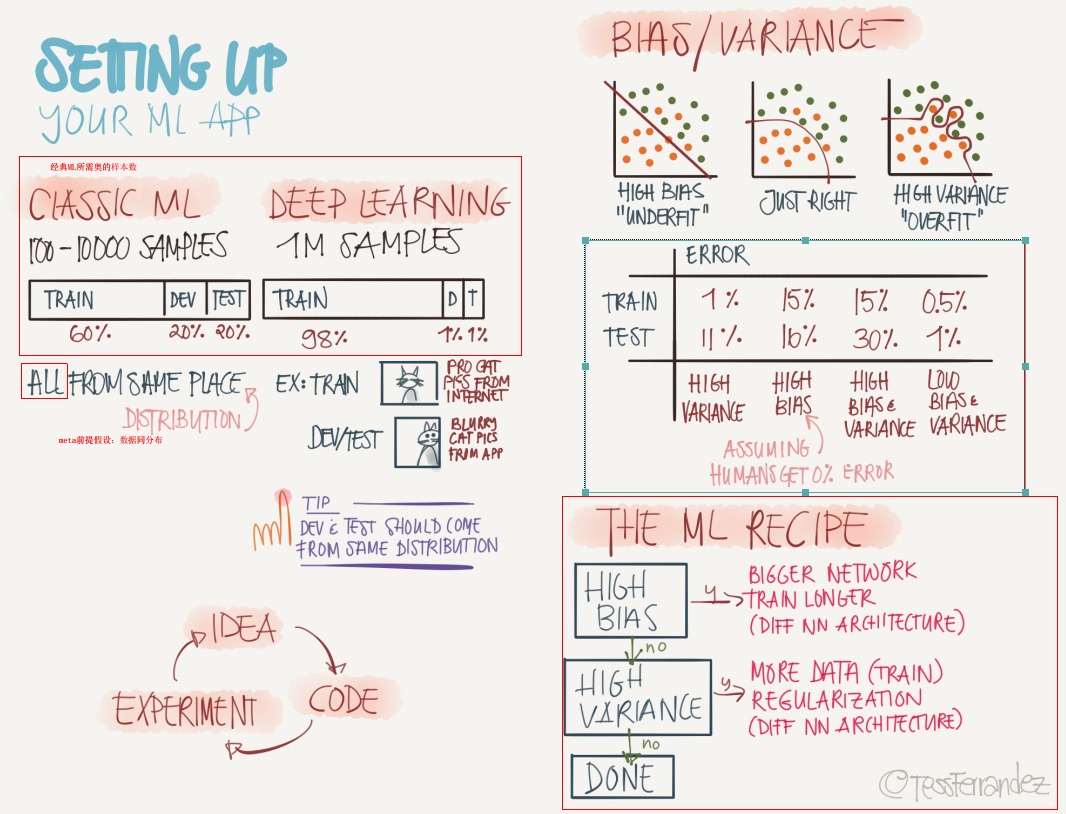 SETTING UP
YOUR ML APP
经典ML所需奥的样本数
CLASSIC ML
100-10000 SAMPLES
TRAIN DEV TEST
60% 20% 20%
DEEP LEARNING
1M SAMPLES
TRAIN D T
98% 1% 1%
ALL FROM SAME PLACE
DISTRIBUTION
meta前提假设：数据同分布
EX: TRAIN
PRO CAT
PICS FROM
INTERNET
DEV/TEST
BLURRY
CAT PICS
FROM APP
TIP
DEV & TEST SHOULD COME
FROM SAME DISTRIBUTION
IDEA
CODE
EXPERIMENT
BIAS/VARIANCE
HIGH BIAS
"UNDERFIT"
JUST RIGHT
HIGH VARIANCE
"OVERFIT"
ERROR
TRAIN 1% 15% 15% 0.5%
TEST 11% 16% 30% 1%
HIGH
VARIANCE
HIGH
BIAS
HIGH
BIAS &
VARIANCE
LOW
BIAS &
VARIANCE
ASSUMING
HUMANS GET 0% ERROR
THE ML RECIPE
HIGH
BIAS
y
BIGGER NETWORK
TRAIN LONGER
(DIFF NN ARCHITECTURE)
no
HIGH
VARIANCE
y
MORE DATA (TRAIN)
REGULARIZATION
(DIFF NN ARCHITECTURE)
no
DONE
©TessFerrandez